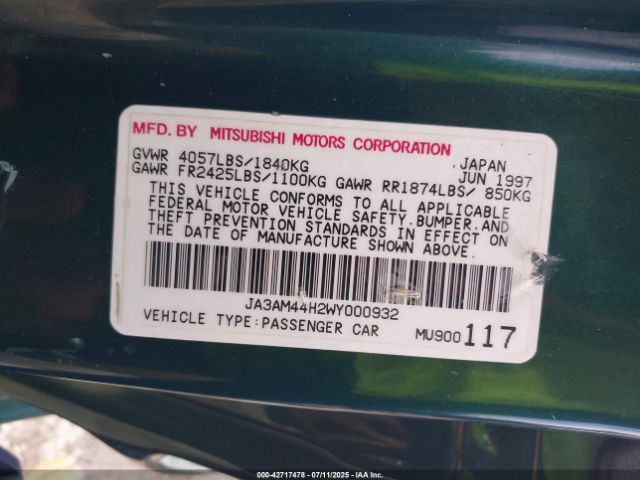 MFD. BY MITSUBISHI MOTORS CORPORATION
GVWR 4057LBS/1840KG JAPAN
GAWR FR2425LBS/1100KG GAWR RR1874LBS/ 850KG JUN 1997
THIS VEHICLE CONFORMS TO ALL APPLICABLE
FEDERAL MOTOR VEHICLE SAFETY.BUMPER.AND
THEFT PREVENTION STANDARDS IN EFFECT ON
THE DATE OF MANUFACTURE SHOWN ABOVE.
JA3AM44H2WY000932
VEHICLE TYPE:PASSENGER CAR MU900117
000-42717478 - 07/11/2025 - IAA Inc.